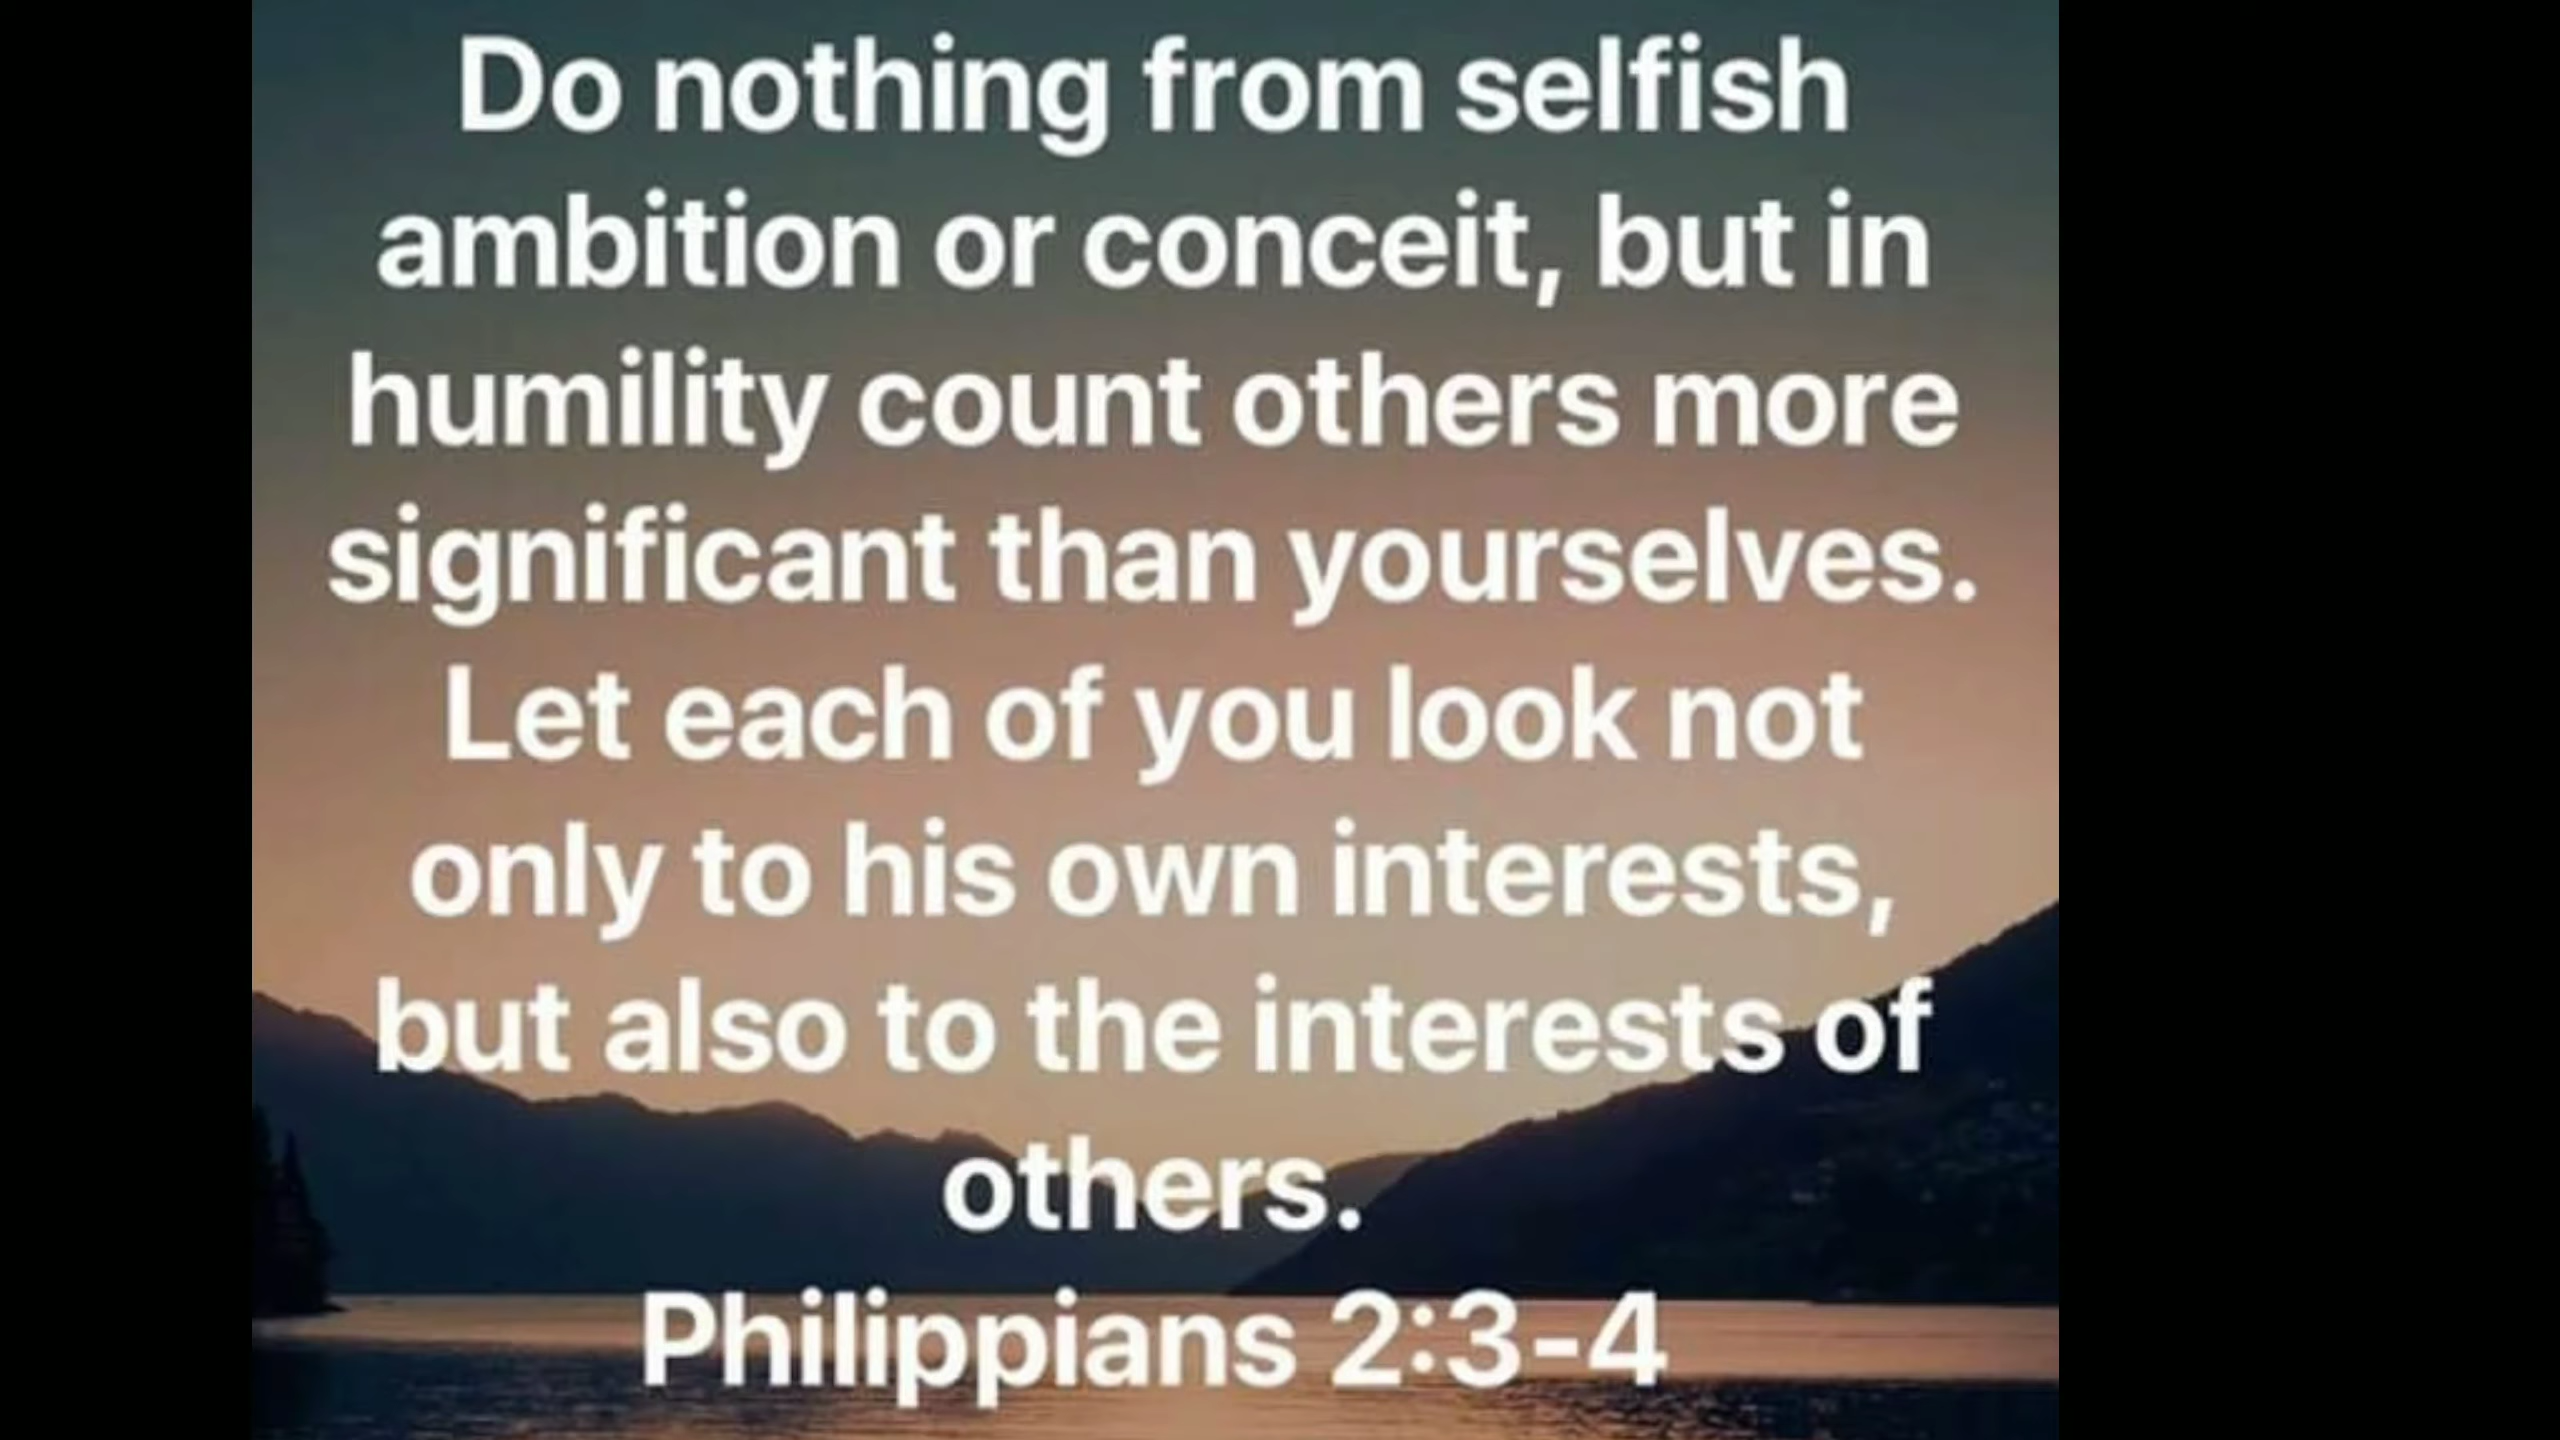 Do nothing from selfish
ambition or conceit, but in
humility count others more
significant than yourselves.
Let each of you look not
only to his own interests,
but also to the interests of
others.
Philippians 2:3-4